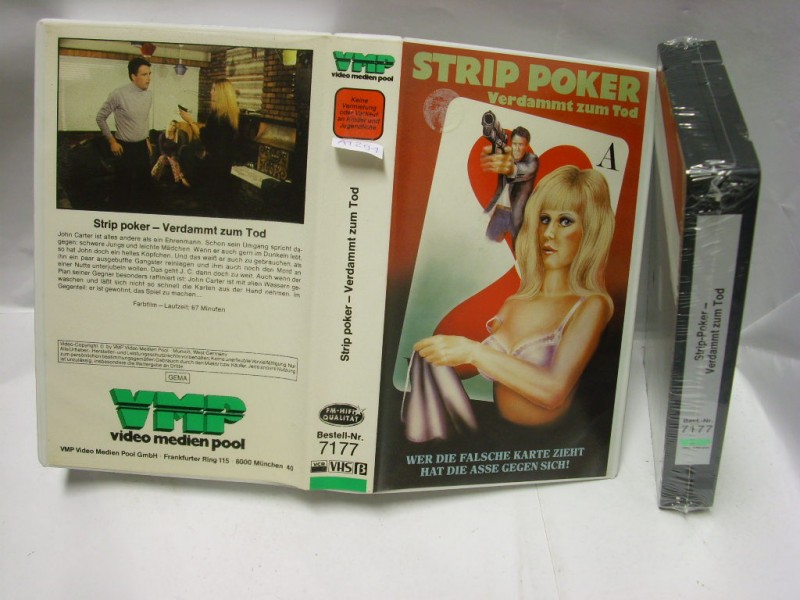 Strip poker – Verdammt zum Tod
John Carter ist alles andere als ein Ehrenmann. Schon sein Umgang spricht da-
gegen: schwere Jungs und leichte Mädchen. Wenn er auch gern im Dunkeln lebt,
so hat John doch ein helles Köpfchen. Und das weiß er auch zu gebrauchen, als
ihn ein paar ausgebuffte Gangster reinlegen und ihm auch noch den Mord an
einer Nutte unterjubeln wollen. Das geht J. C. dann doch zu weit. Auch wenn der
Plan seiner Gegner besonders raffiniert ist: John Carter ist mit allen Wassern ge-
waschen und läßt sich nicht so schnell die Karten aus der Hand nehmen. Im
Gegenteil: er ist gewohnt, das Spiel zu machen...
Farbfilm – Laufzeit: 67 Minuten
GEMA
VMP
video medien pool
VMP Video Medien Pool GmbH · Frankfurter Ring 115 · 8000 München 40
VMP
video medien pool
Keine
Vermietung
oder Verkauf
an Kinder und
Jugendliche
Strip poker – Verdammt zum Tod
FM-HIFI
QUALITÄT
Bestell-Nr.
7177
VCR VHS B
STRIP POKER
Verdammt zum Tod
A
WER DIE FALSCHE KARTE ZIEHT
HAT DIE ASSE GEGEN SICH!
Strip-Poker –
Verdammt zum Tod
Best.-Nr.
7177
VMP